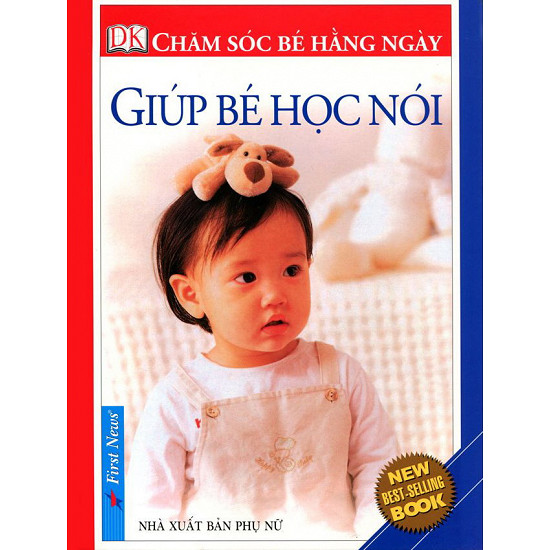 DK CHĂM SÓC BÉ HẰNG NGÀY
GIÚP BÉ HỌC NÓI
First News
NEW
BEST-SELLING
BOOK
NHÀ XUẤT BẢN PHỤ NỮ